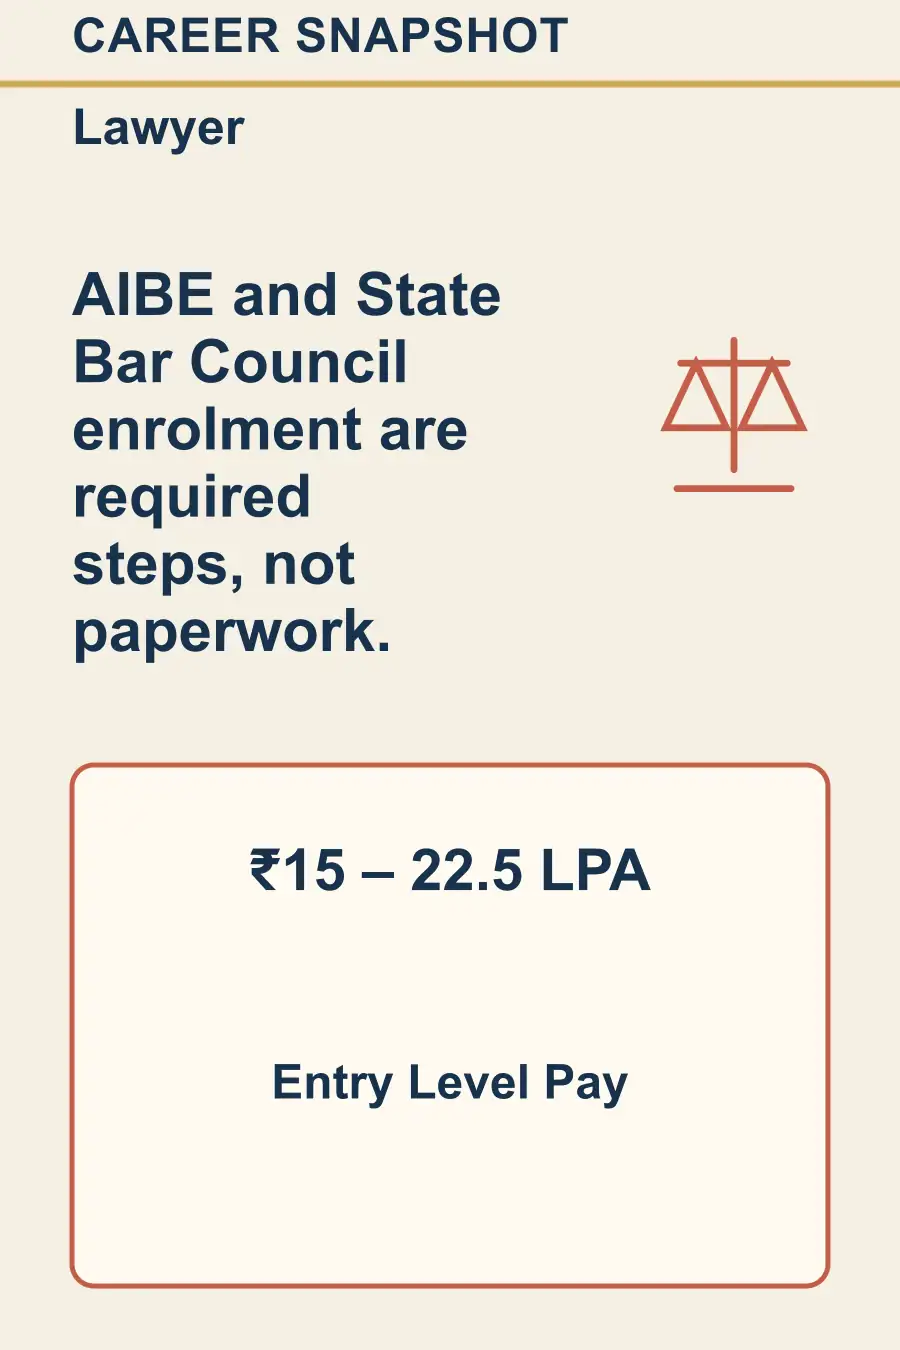 CAREER SNAPSHOT
Lawyer
AIBE and State
Bar Council
enrolment are
required
steps, not
paperwork.
₹15 – 22.5 LPA
Entry Level Pay